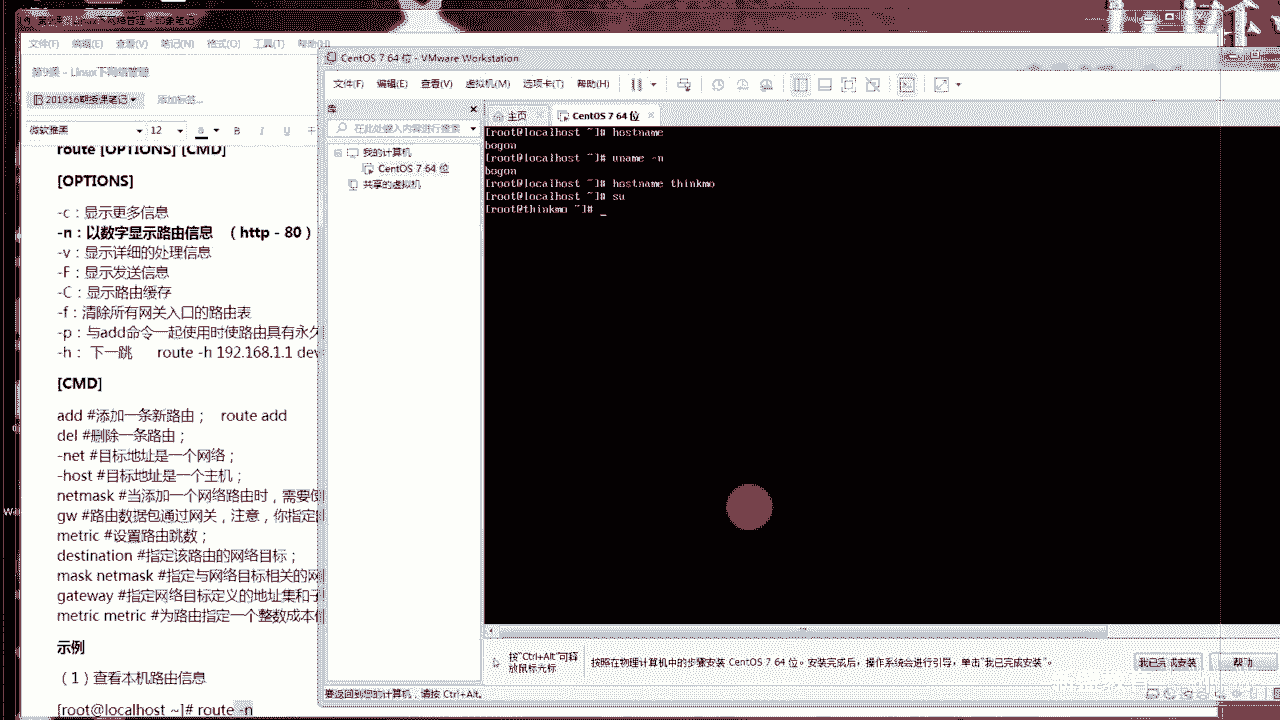 文件(F) 编辑(E) 查看(V) 笔记(N) 格式(O) 工具(T) 帮助(H)
第9课 - Linux下网络管理
201916期授课笔记 添加标签...
微软雅黑 12 a B I U
route [OPTIONS] [CMD]
[OPTIONS]
-c：显示更多信息
-n：以数字显示路由信息 （http - 80）
-v：显示详细的处理信息
-F：显示发送信息
-C：显示路由缓存
-f：清除所有网关入口的路由表
-p：与add命令一起使用时使路由具有永久
-h： 下一跳 route -h 192.168.1.1 dev
[CMD]
add #添加一条新路由； route add
del #删除一条路由；
-net #目标地址是一个网络；
-host #目标地址是一个主机；
netmask #当添加一个网络路由时，需要使
gw #路由数据包通过网关，注意，你指定
metric #设置路由跳数；
destination #指定该路由的网络目标；
mask netmask #指定与网络目标相关的网
gateway #指定网络目标定义的地址集和子
metric metric #为路由指定一个整数成本
示例
（1）查看本机路由信息
[root@localhost ~]# route -n
CentOS 7 64 位 - VMware Workstation
文件(F) 编辑(E) 查看(V) 虚拟机(M) 选项卡(T) 帮助(H)
库
在此处键入内容进行搜索
我的计算机
CentOS 7 64 位
共享的虚拟机
主页 CentOS 7 64 位
[root@localhost ~]# hostname
bogon
[root@localhost ~]# uname -n
bogon
[root@localhost ~]# hostname thinkmo
[root@localhost ~]# su
[root@thinkmo ~]# _
按"Ctrl+Alt"可释放鼠标光标
按照在物理计算机中的步骤安装 CentOS 7 64 位。安装完成后，操作系统会进行引导，单击"我已完成安装"。
我已完成安装 帮助
要返回到您的计算机，请按 Ctrl+Alt。